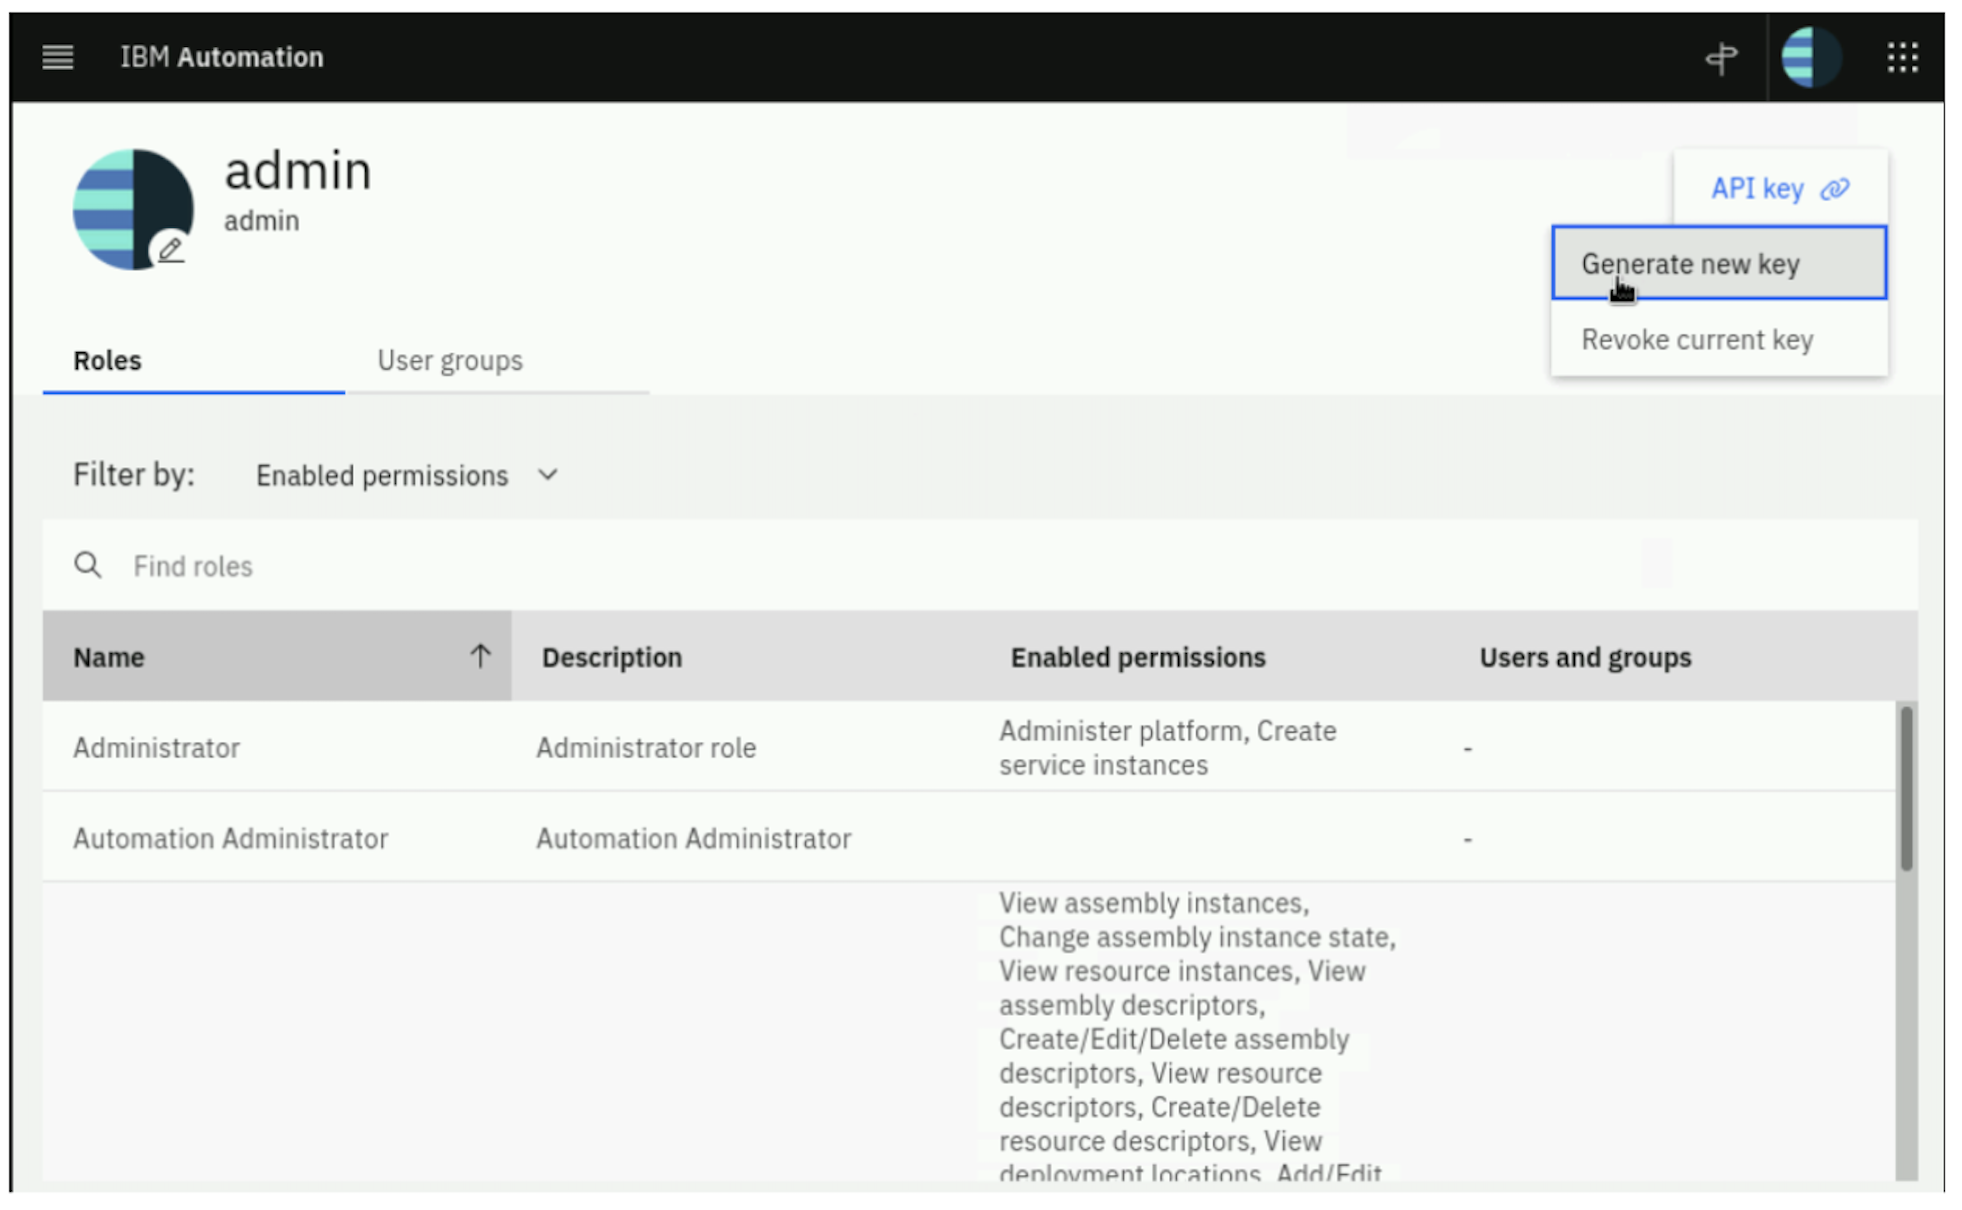 IBM Automation
admin
admin
API key
Generate new key
Revoke current key
Roles
User groups
Filter by:
Enabled permissions
Find roles
Name
Description
Enabled permissions
Users and groups
Administrator
Administrator role
Administer platform, Create
service instances
-
Automation Administrator
Automation Administrator
-
View assembly instances,
Change assembly instance state,
View resource instances, View
assembly descriptors,
Create/Edit/Delete assembly
descriptors, View resource
descriptors, Create/Delete
resource descriptors, View
deployment locations, Add/Edit